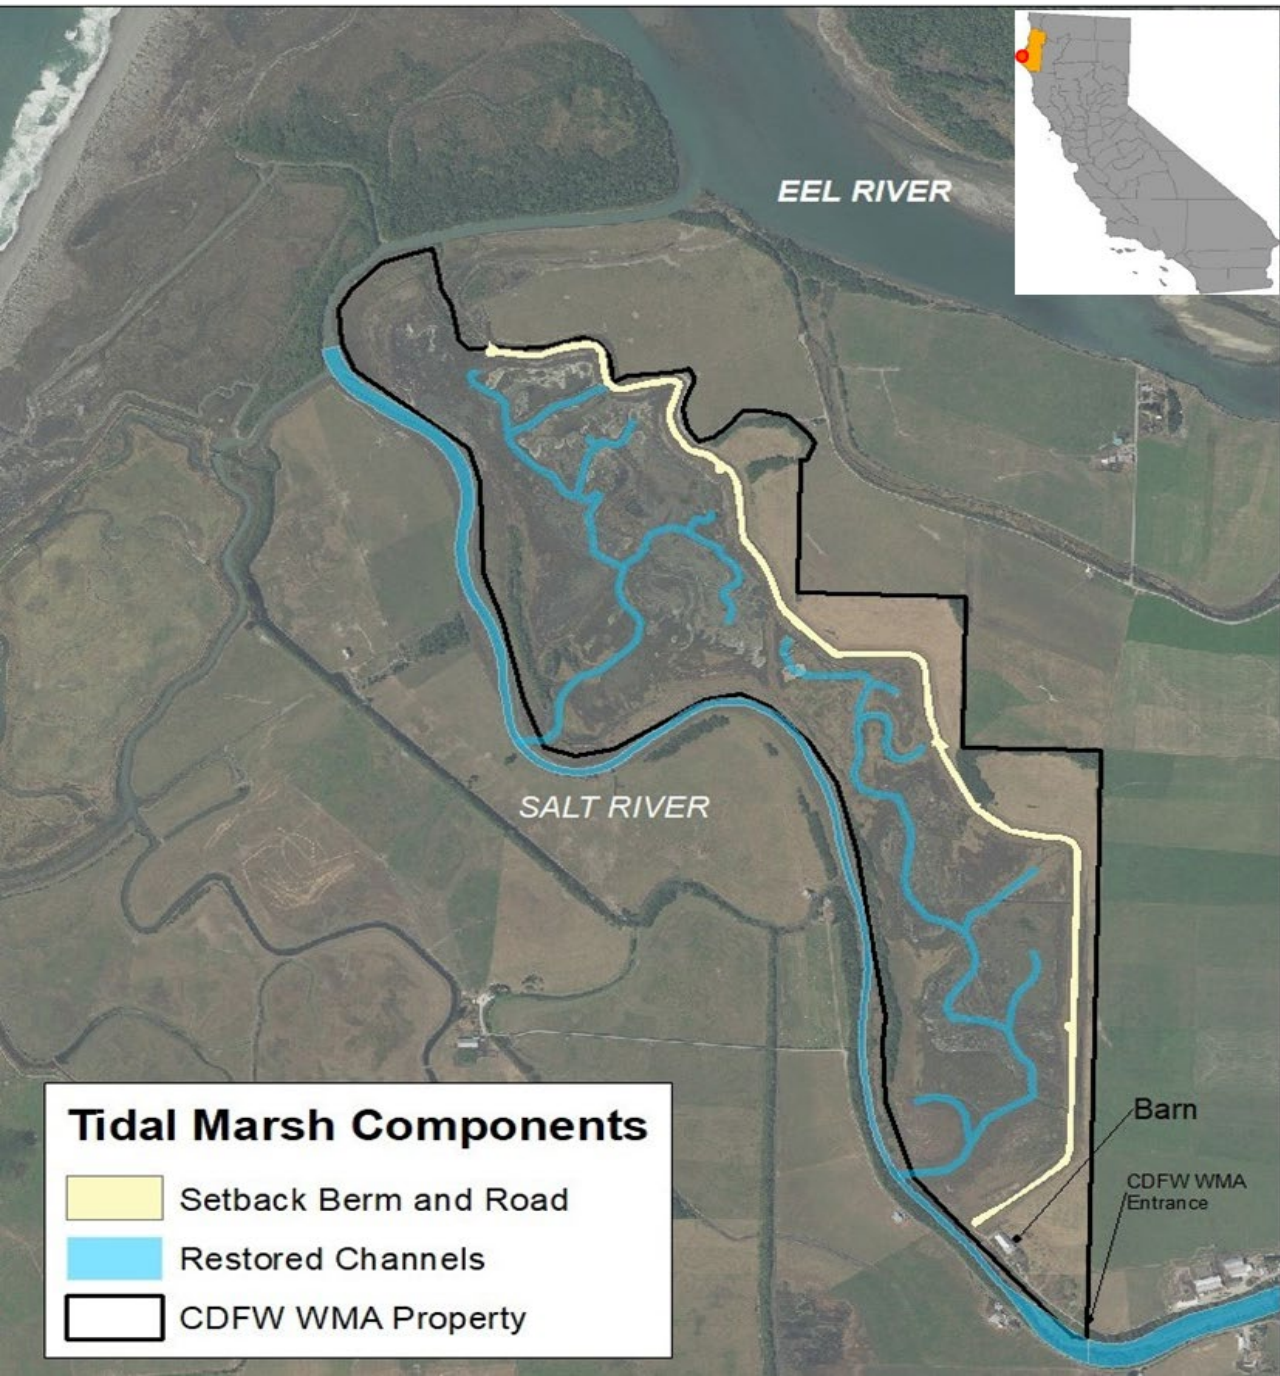 EEL RIVER
SALT RIVER
Barn
CDFW WMA
Entrance
Tidal Marsh Components
Setback Berm and Road
Restored Channels
CDFW WMA Property